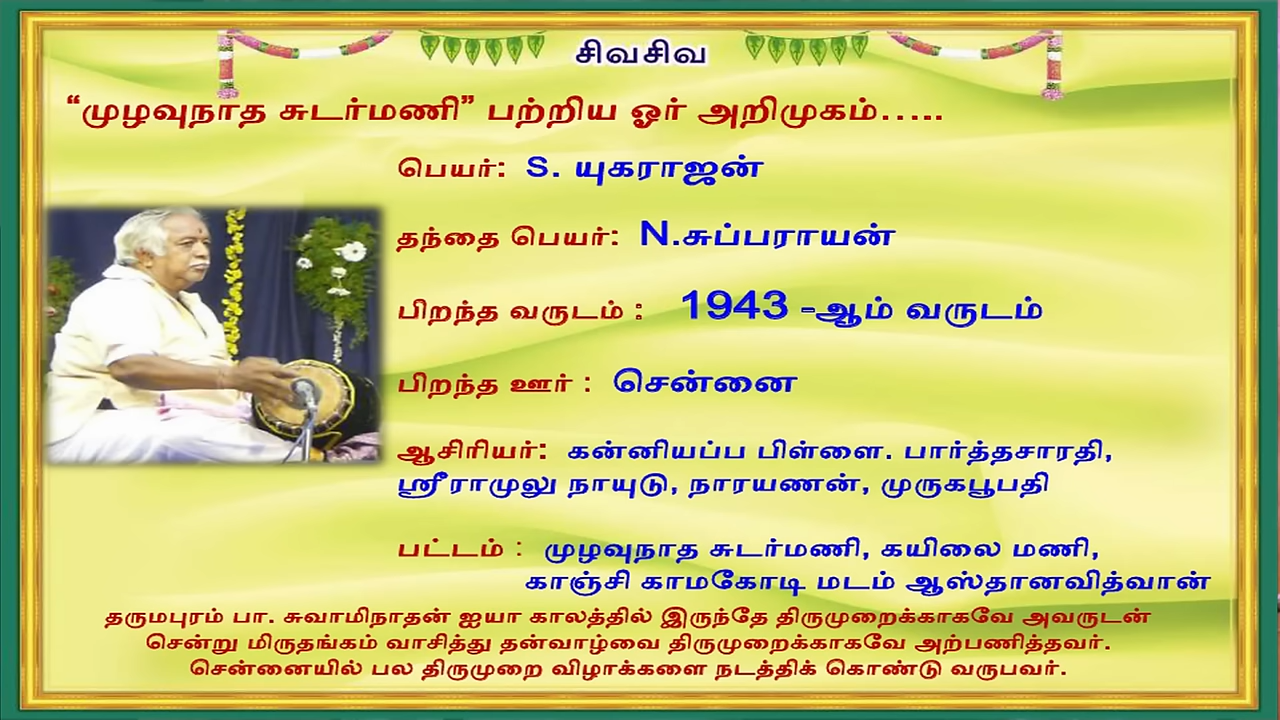 சிவசிவ
“முழவுநாத சுடர்மணி” பற்றிய ஓர் அறிமுகம்.....
பெயர்: S. யுகராஜன்
தந்தை பெயர்: N.சுப்பராயன்
பிறந்த வருடம் : 1943 -ஆம் வருடம்
பிறந்த ஊர் : சென்னை
ஆசிரியர்: கன்னியப்ப பிள்ளை. பார்த்தசாரதி,
ஸ்ரீராமுலு நாயுடு, நாரயணன், முருகபூபதி
பட்டம் : முழவுநாத சுடர்மணி, கயிலை மணி,
காஞ்சி காமகோடி மடம் ஆஸ்தானவித்வான்
தருமபுரம் பா. சுவாமிநாதன் ஐயா காலத்தில் இருந்தே திருமுறைக்காகவே அவருடன்
சென்று மிருதங்கம் வாசித்து தன்வாழ்வை திருமுறைக்காகவே அற்பணித்தவர்.
சென்னையில் பல திருமுறை விழாக்களை நடத்திக் கொண்டு வருபவர்.